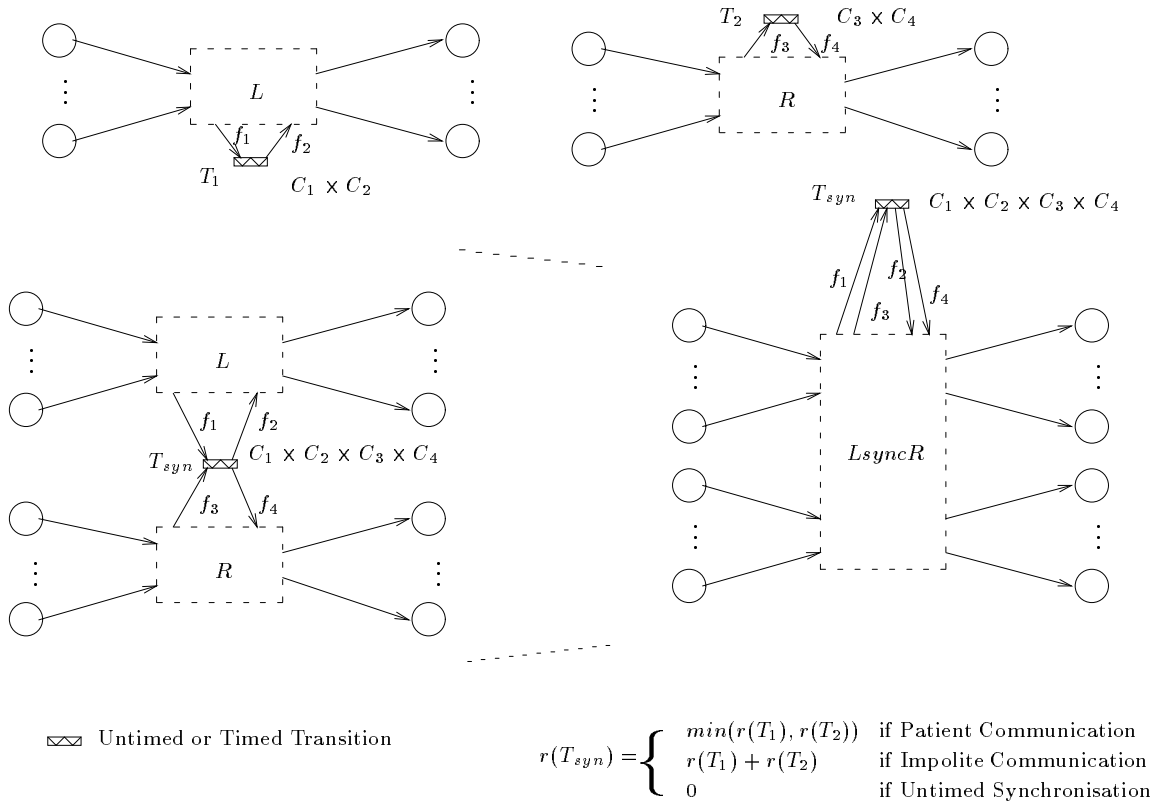 T2 C3 × C4
f3 f4
L
R
f1 f2
T1 C1 × C2
Tsyn C1 × C2 × C3 × C4
f1 f2
f3 f4
L
f1 f2
Tsyn C1 × C2 × C3 × C4
LsyncR
f3 f4
R
Untimed or Timed Transition
r(Tsyn) = {
min(r(T1), r(T2)) if Patient Communication
r(T1) + r(T2) if Impolite Communication
0 if Untimed Synchronisation